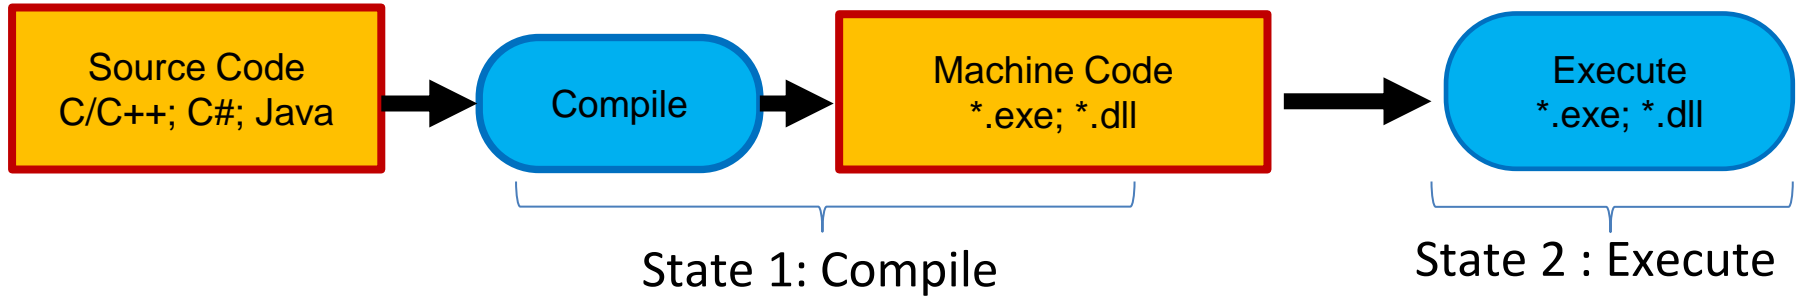 Source Code
C/C++; C#; Java
Compile
Machine Code
*.exe; *.dll
Execute
*.exe; *.dll
State 1: Compile
State 2 : Execute